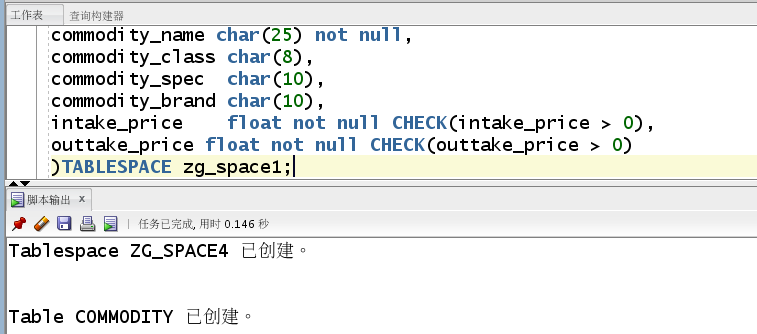 工作表 查询构建器
commodity_name char(25) not null,
commodity_class char(8),
commodity_spec  char(10),
commodity_brand char(10),
intake_price    float not null CHECK(intake_price > 0),
outtake_price float not null CHECK(outtake_price > 0)
)TABLESPACE zg_space1;
脚本输出 x
任务已完成, 用时 0.146 秒
Tablespace ZG_SPACE4 已创建。
Table COMMODITY 已创建。